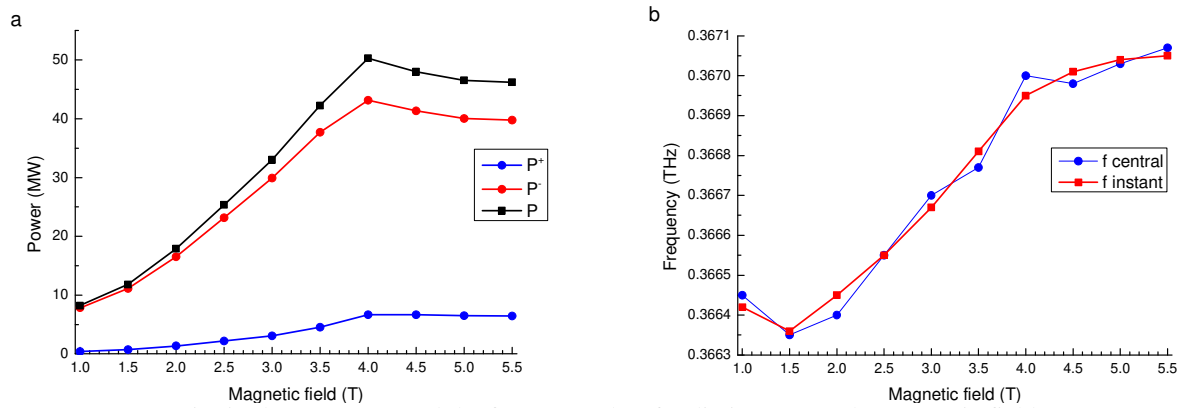 a
Power (MW)
50
40
30
20
10
0
1.0 1.5 2.0 2.5 3.0 3.5 4.0 4.5 5.0 5.5
Magnetic field (T)
P+
P-
P
b
Frequency (THz)
0.3671
0.3670
0.3669
0.3668
0.3667
0.3666
0.3665
0.3664
0.3663
1.0 1.5 2.0 2.5 3.0 3.5 4.0 4.5 5.0 5.5
Magnetic field (T)
f central
f instant